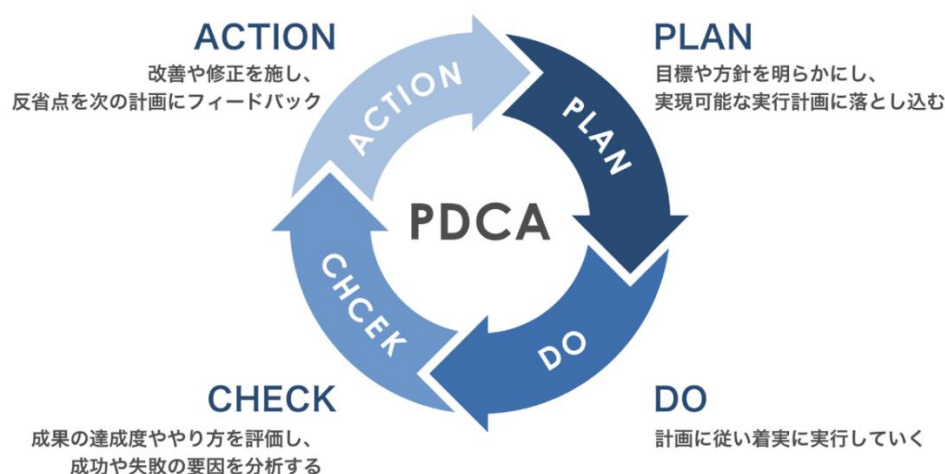 ACTION
改善や修正を施し、
反省点を次の計画にフィードバック
PLAN
目標や方針を明らかにし、
実現可能な実行計画に落とし込む
ACTION
PLAN
PDCA
CHCEK
DO
CHECK
成果の達成度ややり方を評価し、
成功や失敗の要因を分析する
DO
計画に従い着実に実行していく